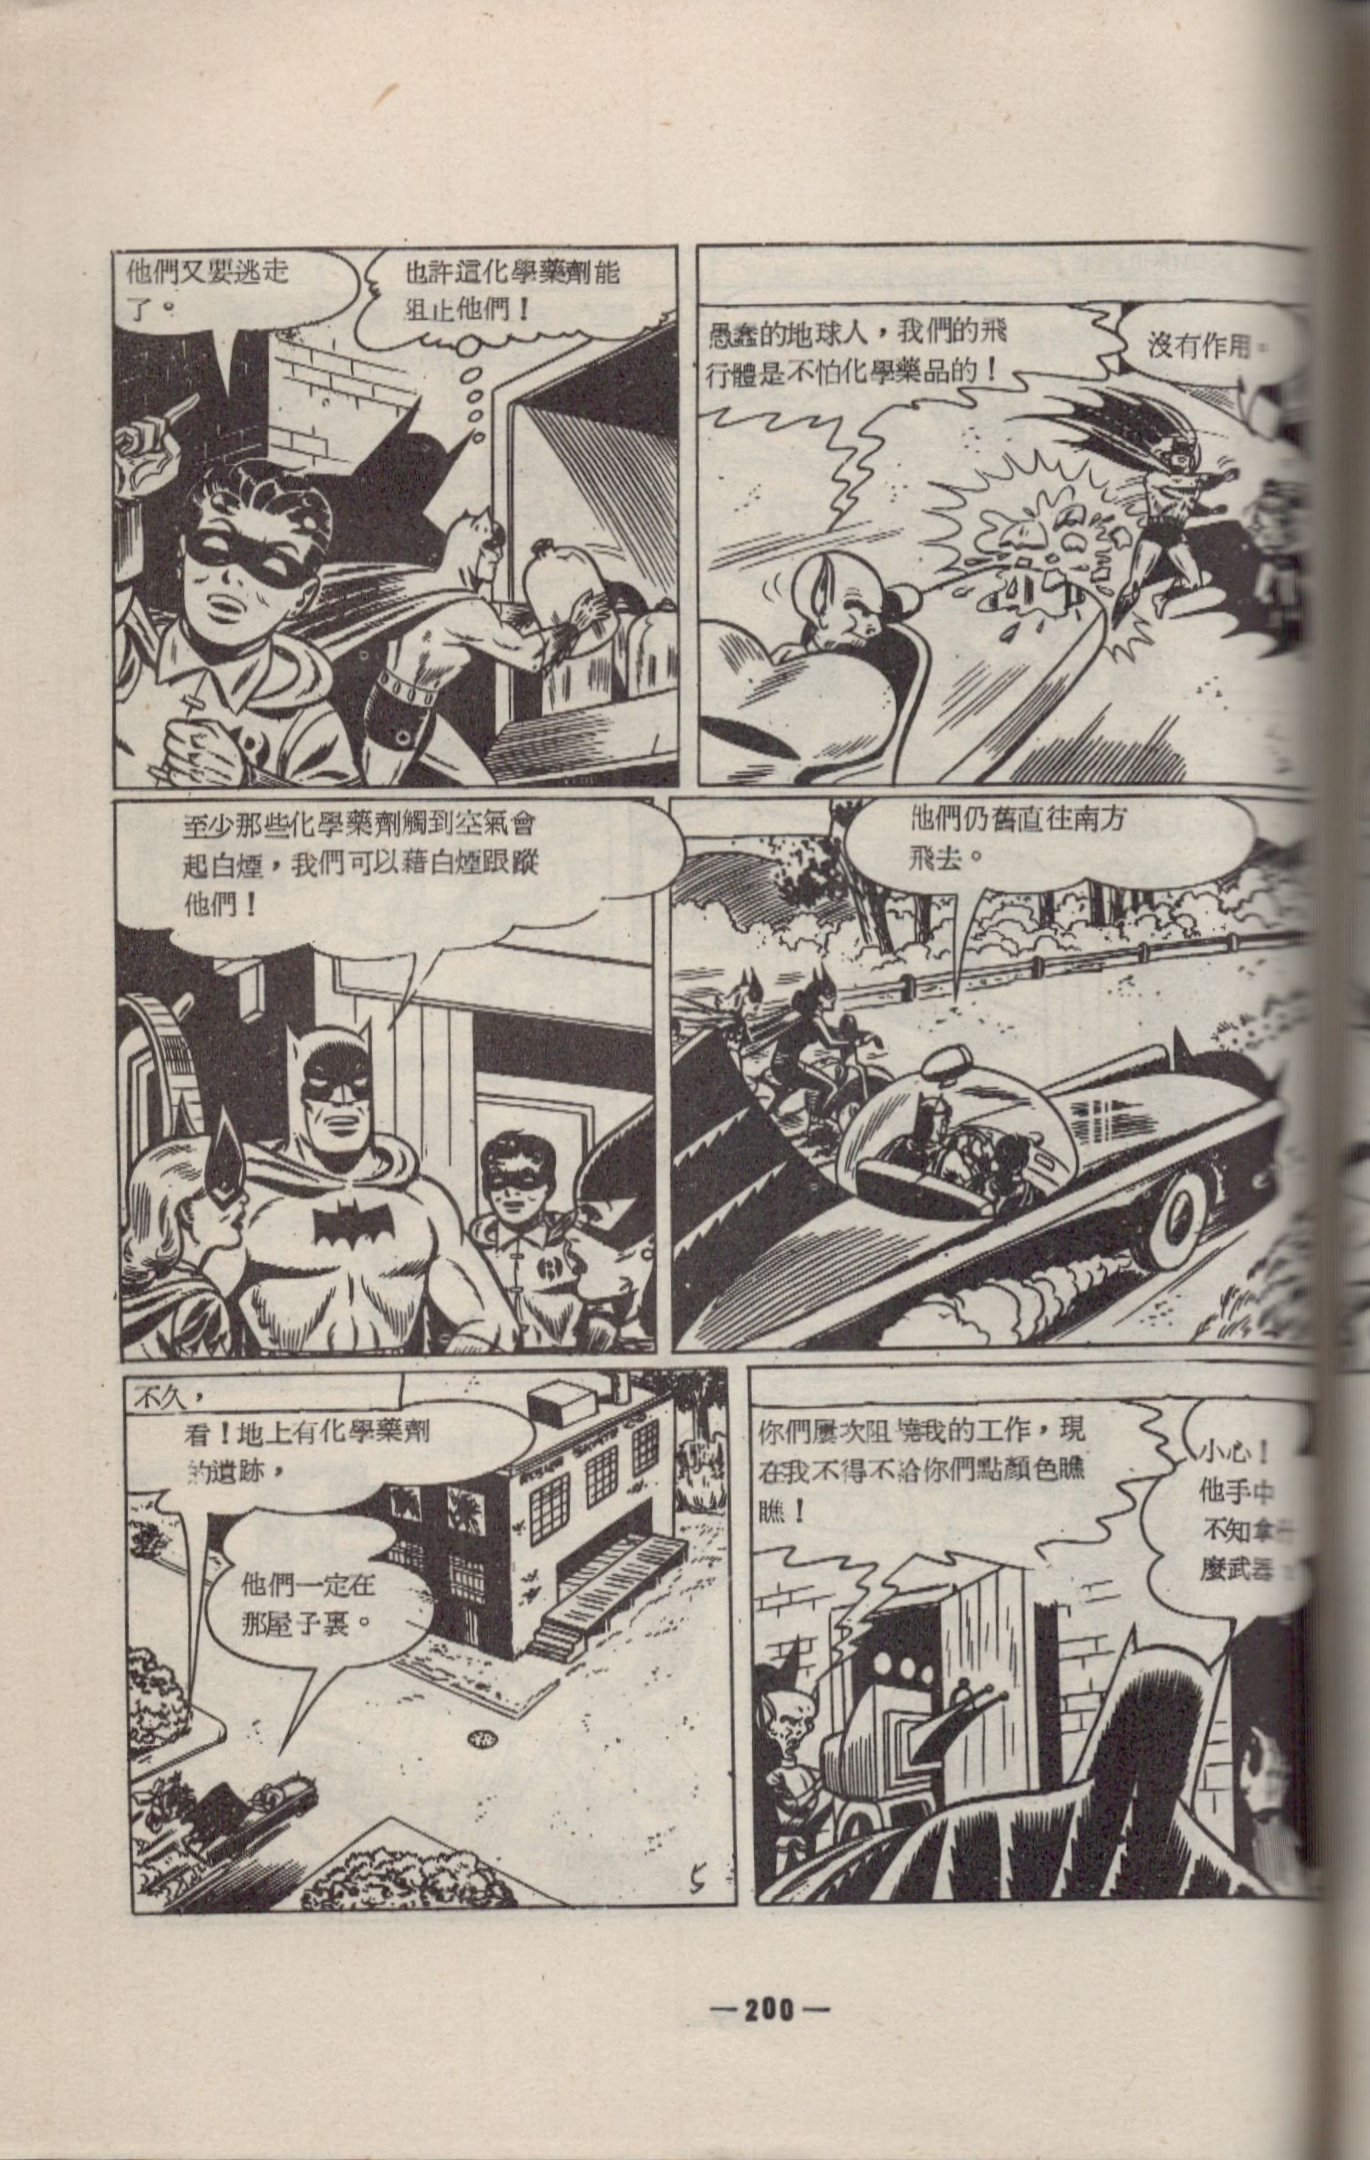 他們又要逃走
了。
也許這化學藥劑能
阻止他們！
愚蠢的地球人，我們的飛
行體是不怕化學藥品的！
沒有作用。
至少那些化學藥劑觸到空氣會
起白煙，我們可以藉白煙跟蹤
他們！
他們仍舊直往南方
飛去。
不久，
看！地上有化學藥劑
的遺跡，
他們一定在
那屋子裏。
你們屢次阻撓我的工作，現
在我不得不給你們點顏色瞧
瞧！
小心！
他手中
不知拿
麼武器
5
—200—